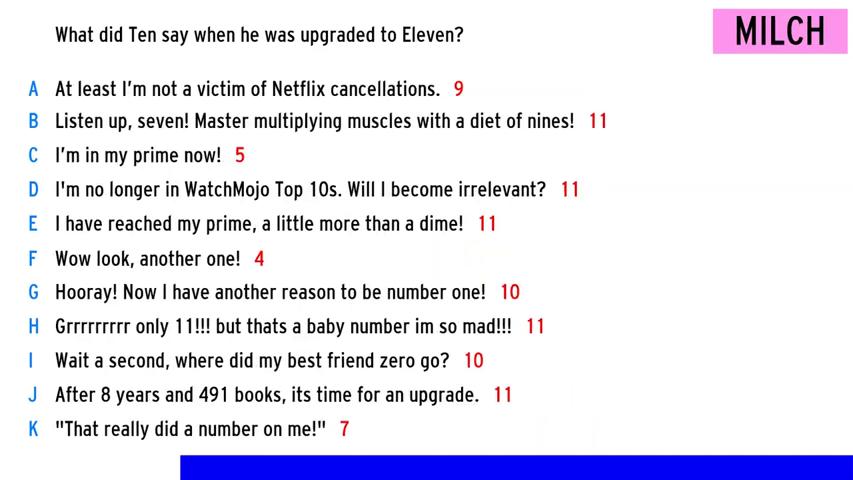 What did Ten say when he was upgraded to Eleven?
MILCH
A At least I'm not a victim of Netflix cancellations. 9
B Listen up, seven! Master multiplying muscles with a diet of nines! 11
C I'm in my prime now! 5
D I'm no longer in WatchMojo Top 10s. Will I become irrelevant? 11
E I have reached my prime, a little more than a dime! 11
F Wow look, another one! 4
G Hooray! Now I have another reason to be number one! 10
H Grrrrrrrrr only 11!!! but thats a baby number im so mad!!! 11
I Wait a second, where did my best friend zero go? 10
J After 8 years and 491 books, its time for an upgrade. 11
K "That really did a number on me!" 7